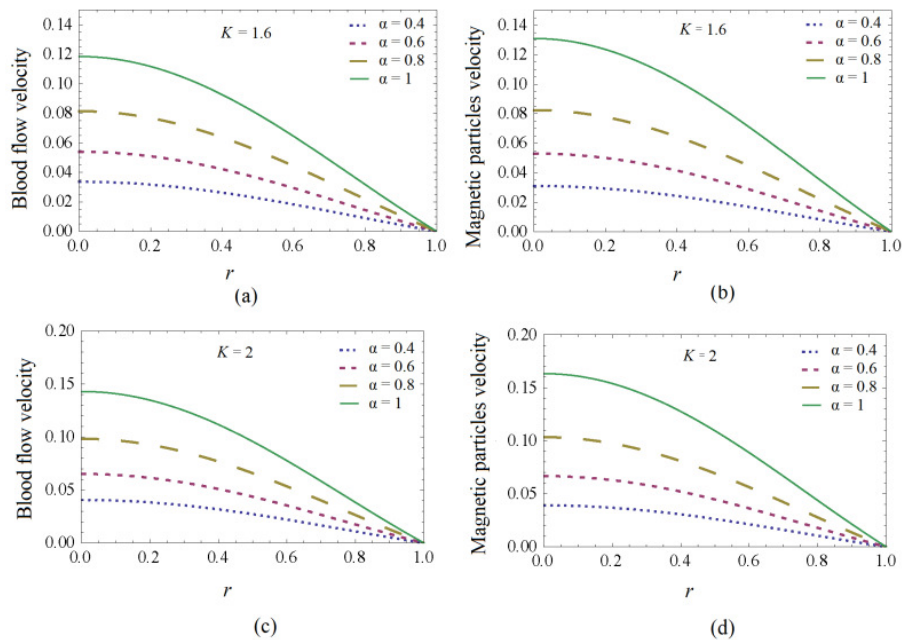 K = 1.6
α = 0.4
α = 0.6
α = 0.8
α = 1
Blood flow velocity
0.14
0.12
0.10
0.08
0.06
0.04
0.02
0.00
0.0 0.2 0.4 0.6 0.8 1.0
r
(a)
K = 1.6
α = 0.4
α = 0.6
α = 0.8
α = 1
Magnetic particles velocity
0.14
0.12
0.10
0.08
0.06
0.04
0.02
0.00
0.0 0.2 0.4 0.6 0.8 1.0
r
(b)
K = 2
α = 0.4
α = 0.6
α = 0.8
α = 1
Blood flow velocity
0.20
0.15
0.10
0.05
0.00
0.0 0.2 0.4 0.6 0.8 1.0
r
(c)
K = 2
α = 0.4
α = 0.6
α = 0.8
α = 1
Magnetic particles velocity
0.20
0.15
0.10
0.05
0.00
0.0 0.2 0.4 0.6 0.8 1.0
r
(d)